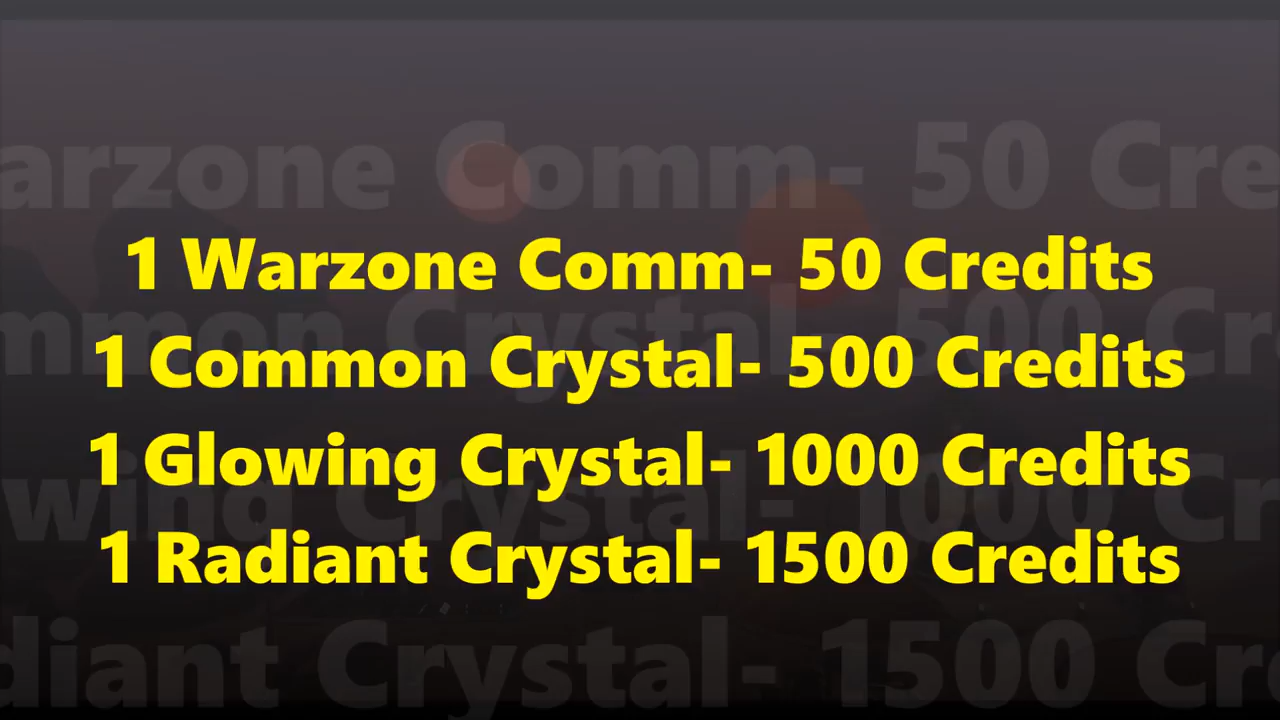 1 Warzone Comm- 50 Credits
1 Common Crystal- 500 Credits
1 Glowing Crystal- 1000 Credits
1 Radiant Crystal- 1500 Credits